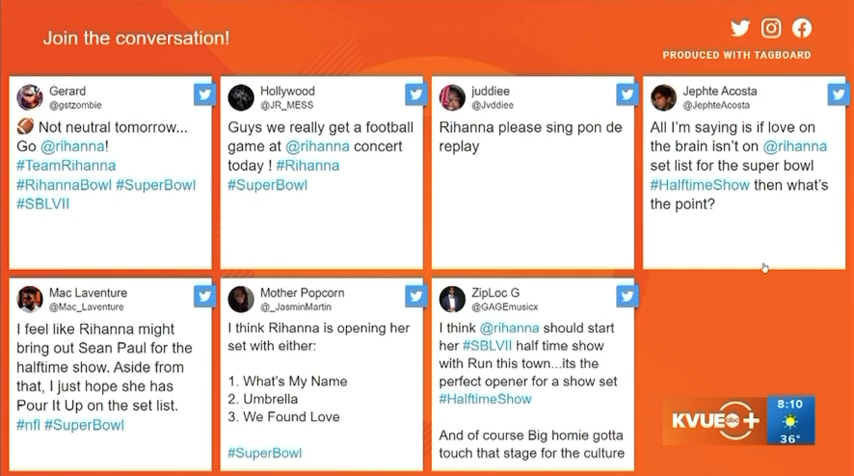 Join the conversation!
PRODUCED WITH TAGBOARD
Gerard
@gstzombie
🏈 Not neutral tomorrow...
Go @rihanna!
#TeamRihanna
#RihannaBowl #SuperBowl
#SBLVII
Hollywood
@JR_MESS
Guys we really get a football
game at @rihanna concert
today ! #Rihanna
#SuperBowl
juddiee
@Jvddiee
Rihanna please sing pon de
replay
Jephte Acosta
@JephteAcosta
All I'm saying is if love on
the brain isn't on @rihanna
set list for the super bowl
#HalftimeShow then what's
the point?
Mac Laventure
@Mac_Laventure
I feel like Rihanna might
bring out Sean Paul for the
halftime show. Aside from
that, I just hope she has
Pour It Up on the set list.
#nfl #SuperBowl
Mother Popcorn
@_JasminMartin
I think Rihanna is opening her
set with either:
1. What's My Name
2. Umbrella
3. We Found Love
#SuperBowl
ZipLoc G
@GAGEmusicx
I think @rihanna should start
her #SBLVII half time show
with Run this town...its the
perfect opener for a show set
#HalftimeShow
And of course Big homie gotta
touch that stage for the culture
KVUE abc +
8:10
36°